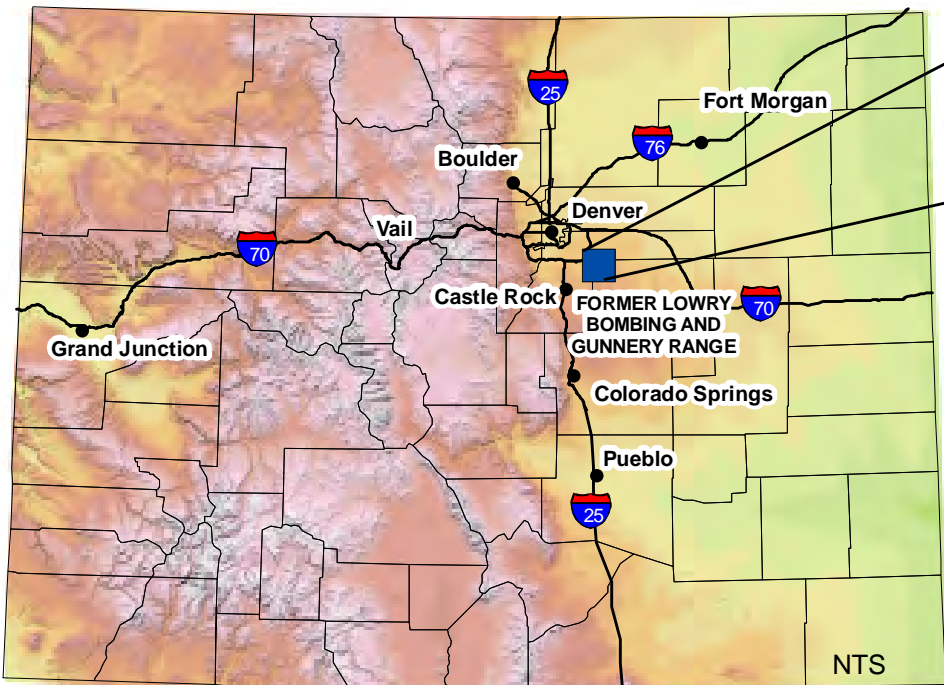 25
Fort Morgan
76
Boulder
Denver
Vail
70
Castle Rock
FORMER LOWRY
BOMBING AND
GUNNERY RANGE
70
Grand Junction
Colorado Springs
Pueblo
25
NTS